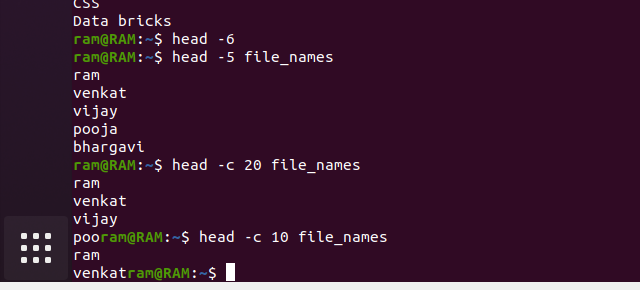 CSS
Data bricks
ram@RAM:~$ head -6
ram@RAM:~$ head -5 file_names
ram
venkat
vijay
pooja
bhargavi
ram@RAM:~$ head -c 20 file_names
ram
venkat
vijay
pooram@RAM:~$ head -c 10 file_names
ram
venkatram@RAM:~$